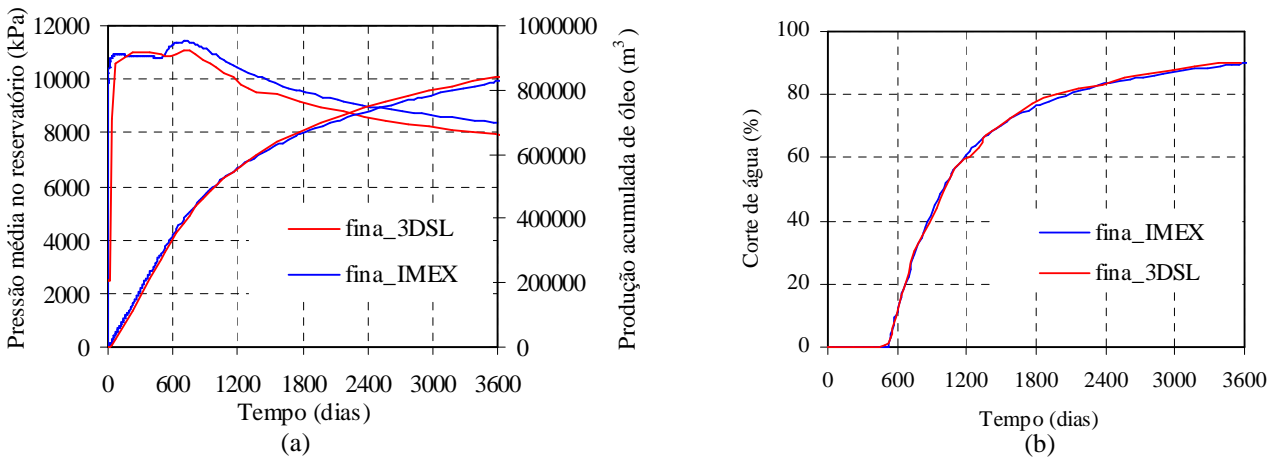 Pressão média no reservatório (kPa)
12000
10000
8000
6000
4000
2000
0
fina_3DSL
fina_IMEX
1000000
800000
600000
400000
200000
0
Produção acumulada de óleo (m³)
0 600 1200 1800 2400 3000 3600
Tempo (dias)
(a)
Corte de água (%)
100
80
60
40
20
0
fina_IMEX
fina_3DSL
0 600 1200 1800 2400 3000 3600
Tempo (dias)
(b)